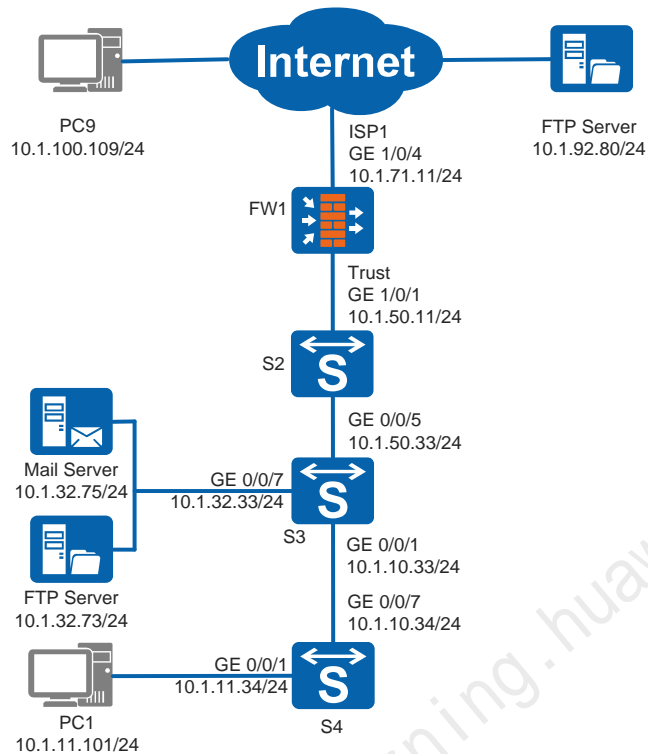 Internet
PC9
10.1.100.109/24
FTP Server
10.1.92.80/24
ISP1
GE 1/0/4
10.1.71.11/24
FW1
Trust
GE 1/0/1
10.1.50.11/24
S2
S
GE 0/0/5
10.1.50.33/24
Mail Server
10.1.32.75/24
GE 0/0/7
10.1.32.33/24
S
S3
FTP Server
10.1.32.73/24
GE 0/0/1
10.1.10.33/24
GE 0/0/7
10.1.10.34/24
GE 0/0/1
10.1.11.34/24
S
S4
PC1
10.1.11.101/24